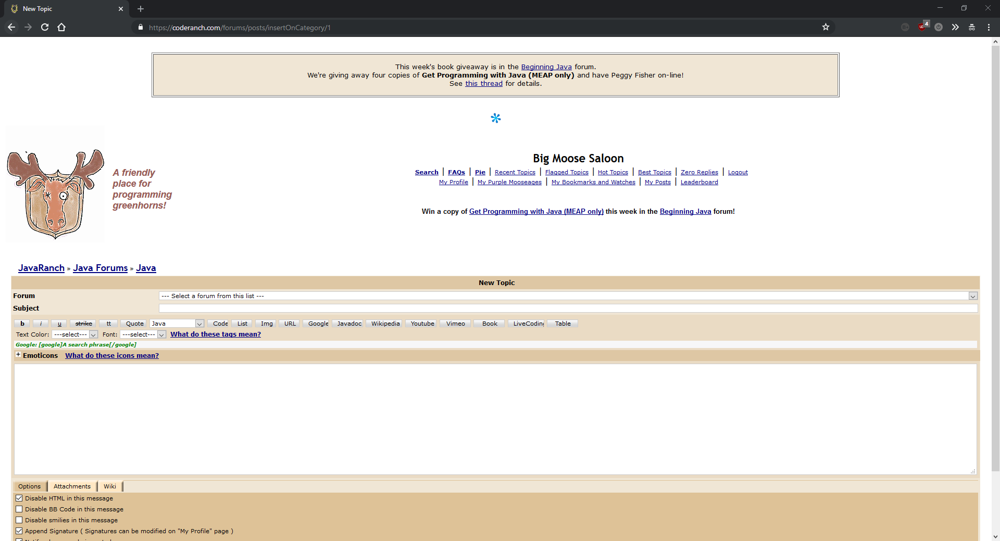 New Topic
https://coderanch.com/forums/posts/insertOnCategory/1
4
This week's book giveaway is in the Beginning Java forum.
We're giving away four copies of Get Programming with Java (MEAP only) and have Peggy Fisher on-line!
See this thread for details.
A friendly
place for
programming
greenhorns!
Big Moose Saloon
Search | FAQs | Pie | Recent Topics | Flagged Topics | Hot Topics | Best Topics | Zero Replies | Logout
My Profile | My Purple Mooseages | My Bookmarks and Watches | My Posts | Leaderboard
Win a copy of Get Programming with Java (MEAP only) this week in the Beginning Java forum!
JavaRanch » Java Forums » Java
New Topic
Forum --- Select a forum from this list ---
Subject
b i u strike tt Quote Java Code List Img URL Google Javadoc Wikipedia Youtube Vimeo Book LiveCoding Table
Text Color: ---select--- Font: ---select--- What do these tags mean?
Google: [google]A search phrase[/google]
+ Emoticons What do these icons mean?
Options Attachments Wiki
Disable HTML in this message
Disable BB Code in this message
Disable smilies in this message
Append Signature ( Signatures can be modified on "My Profile" page )